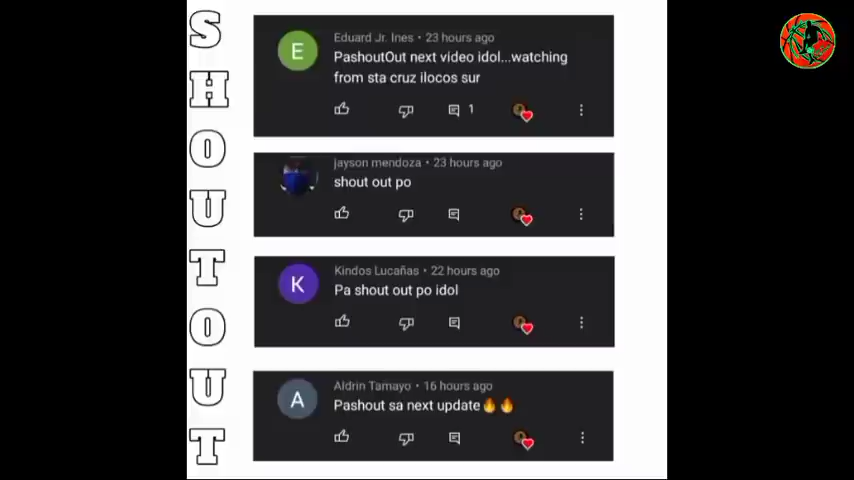 SHOUTOUT
Eduard Jr. Ines • 23 hours ago
PashoutOut next video idol...watching
from sta cruz ilocos sur
1
jayson mendoza • 23 hours ago
shout out po
Kindos Lucañas • 22 hours ago
Pa shout out po idol
Aldrin Tamayo • 16 hours ago
Pashout sa next update🔥🔥
E
K
A